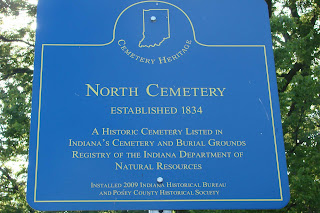 Cemetery Heritage
North Cemetery
established 1834
A Historic Cemetery Listed in
Indiana's Cemetery and Burial Grounds
Registry of the Indiana Department of
Natural Resources
Installed 2009 Indiana Historical Bureau
and Posey County Historical Society